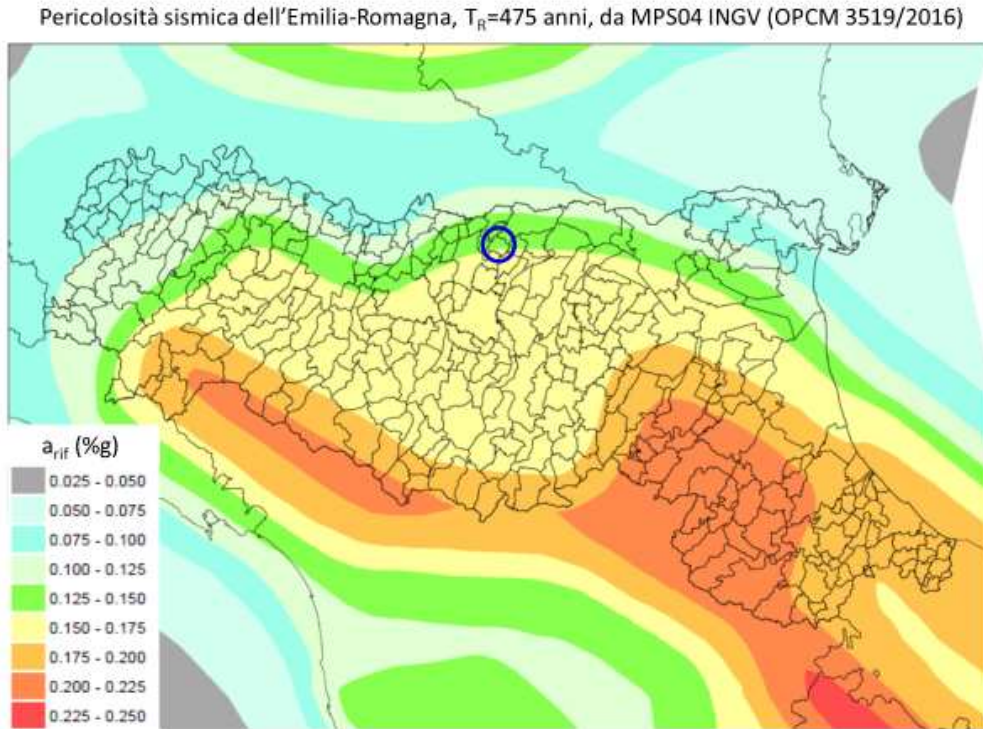 Pericolosità sismica dell'Emilia-Romagna, TR=475 anni, da MPS04 INGV (OPCM 3519/2016)
arif (%g)
0.025 - 0.050
0.050 - 0.075
0.075 - 0.100
0.100 - 0.125
0.125 - 0.150
0.150 - 0.175
0.175 - 0.200
0.200 - 0.225
0.225 - 0.250